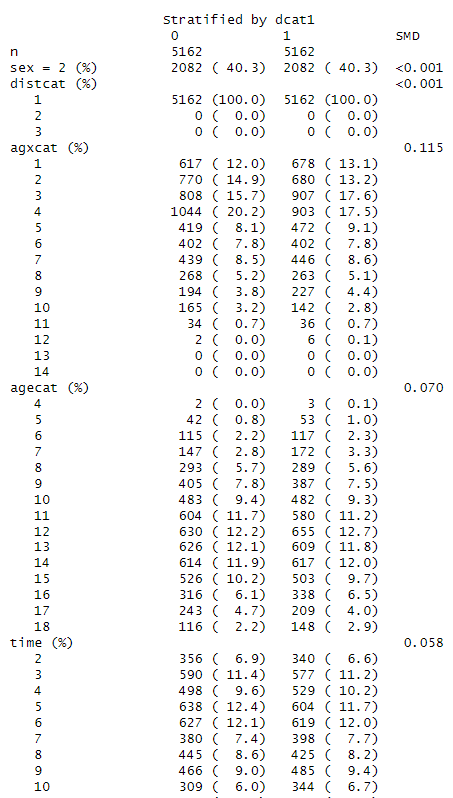 Stratified by dcat1
0 1 SMD
n 5162 5162
sex = 2 (%) 2082 ( 40.3) 2082 ( 40.3) <0.001
distcat (%) <0.001
1 5162 (100.0) 5162 (100.0)
2 0 ( 0.0) 0 ( 0.0)
3 0 ( 0.0) 0 ( 0.0)
agxcat (%) 0.115
1 617 ( 12.0) 678 ( 13.1)
2 770 ( 14.9) 680 ( 13.2)
3 808 ( 15.7) 907 ( 17.6)
4 1044 ( 20.2) 903 ( 17.5)
5 419 ( 8.1) 472 ( 9.1)
6 402 ( 7.8) 402 ( 7.8)
7 439 ( 8.5) 446 ( 8.6)
8 268 ( 5.2) 263 ( 5.1)
9 194 ( 3.8) 227 ( 4.4)
10 165 ( 3.2) 142 ( 2.8)
11 34 ( 0.7) 36 ( 0.7)
12 2 ( 0.0) 6 ( 0.1)
13 0 ( 0.0) 0 ( 0.0)
14 0 ( 0.0) 0 ( 0.0)
agecat (%) 0.070
4 2 ( 0.0) 3 ( 0.1)
5 42 ( 0.8) 53 ( 1.0)
6 115 ( 2.2) 117 ( 2.3)
7 147 ( 2.8) 172 ( 3.3)
8 293 ( 5.7) 289 ( 5.6)
9 405 ( 7.8) 387 ( 7.5)
10 483 ( 9.4) 482 ( 9.3)
11 604 ( 11.7) 580 ( 11.2)
12 630 ( 12.2) 655 ( 12.7)
13 626 ( 12.1) 609 ( 11.8)
14 614 ( 11.9) 617 ( 12.0)
15 526 ( 10.2) 503 ( 9.7)
16 316 ( 6.1) 338 ( 6.5)
17 243 ( 4.7) 209 ( 4.0)
18 116 ( 2.2) 148 ( 2.9)
time (%) 0.058
2 356 ( 6.9) 340 ( 6.6)
3 590 ( 11.4) 577 ( 11.2)
4 498 ( 9.6) 529 ( 10.2)
5 638 ( 12.4) 604 ( 11.7)
6 627 ( 12.1) 619 ( 12.0)
7 380 ( 7.4) 398 ( 7.7)
8 445 ( 8.6) 425 ( 8.2)
9 466 ( 9.0) 485 ( 9.4)
10 309 ( 6.0) 344 ( 6.7)